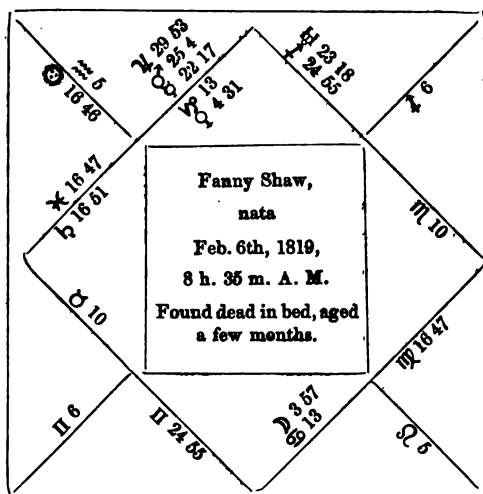 ♒ 5
☉ 16 46
♃ 29 53
♂ 25 4
☿ 22 17
♑ 13
♀ 4 31
♅ 23 18
♐ 24 55
♐ 6
♓ 16 47
♄ 16 51
Fanny Shaw,
nata
Feb. 6th, 1819,
8 h. 35 m. A. M.
Found dead in bed, aged
a few months.
♏ 10
♉ 10
♍ 16 47
♊ 6
♊ 24 55
☽ 3 57
♋ 13
♌ 5